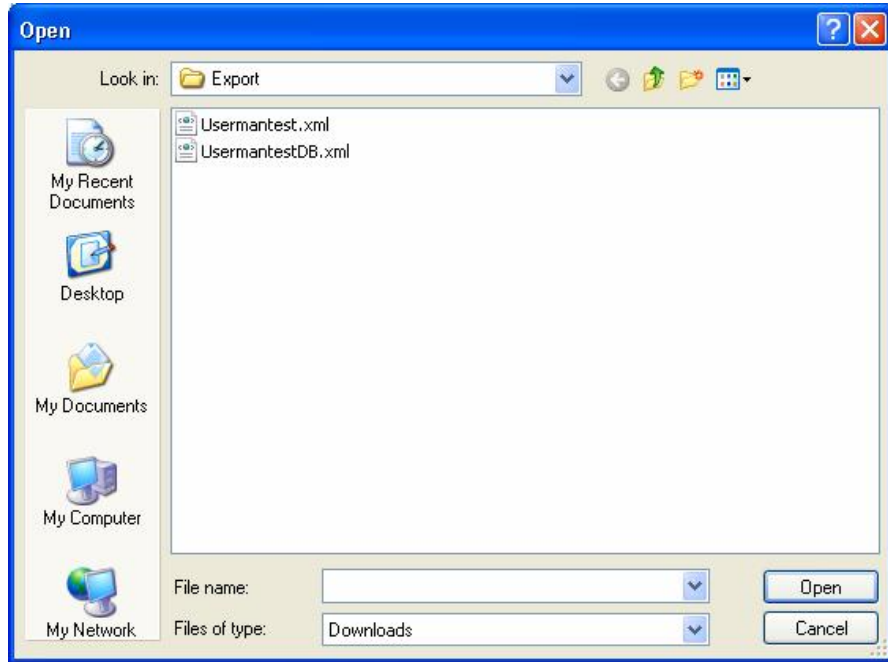 Open
Look in: Export
Usermantest.xml
UsermantestDB.xml
My Recent
Documents
Desktop
My Documents
My Computer
My Network
File name:
Open
Files of type: Downloads
Cancel